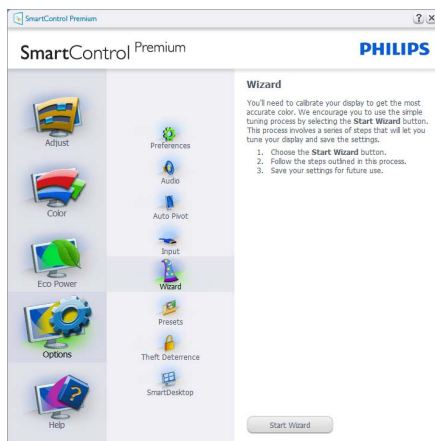 SmartControl Premium
? X
SmartControl Premium
PHILIPS
Adjust
Color
Eco Power
Options
Help
Preferences
Audio
Auto Pivot
Input
Wizard
Presets
Theft Deterrence
SmartDesktop
Wizard
You'll need to calibrate your display to get the most
accurate color. We encourage you to use the simple
tuning process by selecting the Start Wizard button.
This process involves a series of steps that will let you
tune your display and save the settings.
1. Choose the Start Wizard button.
2. Follow the steps outlined in this process.
3. Save your settings for future use.
Start Wizard